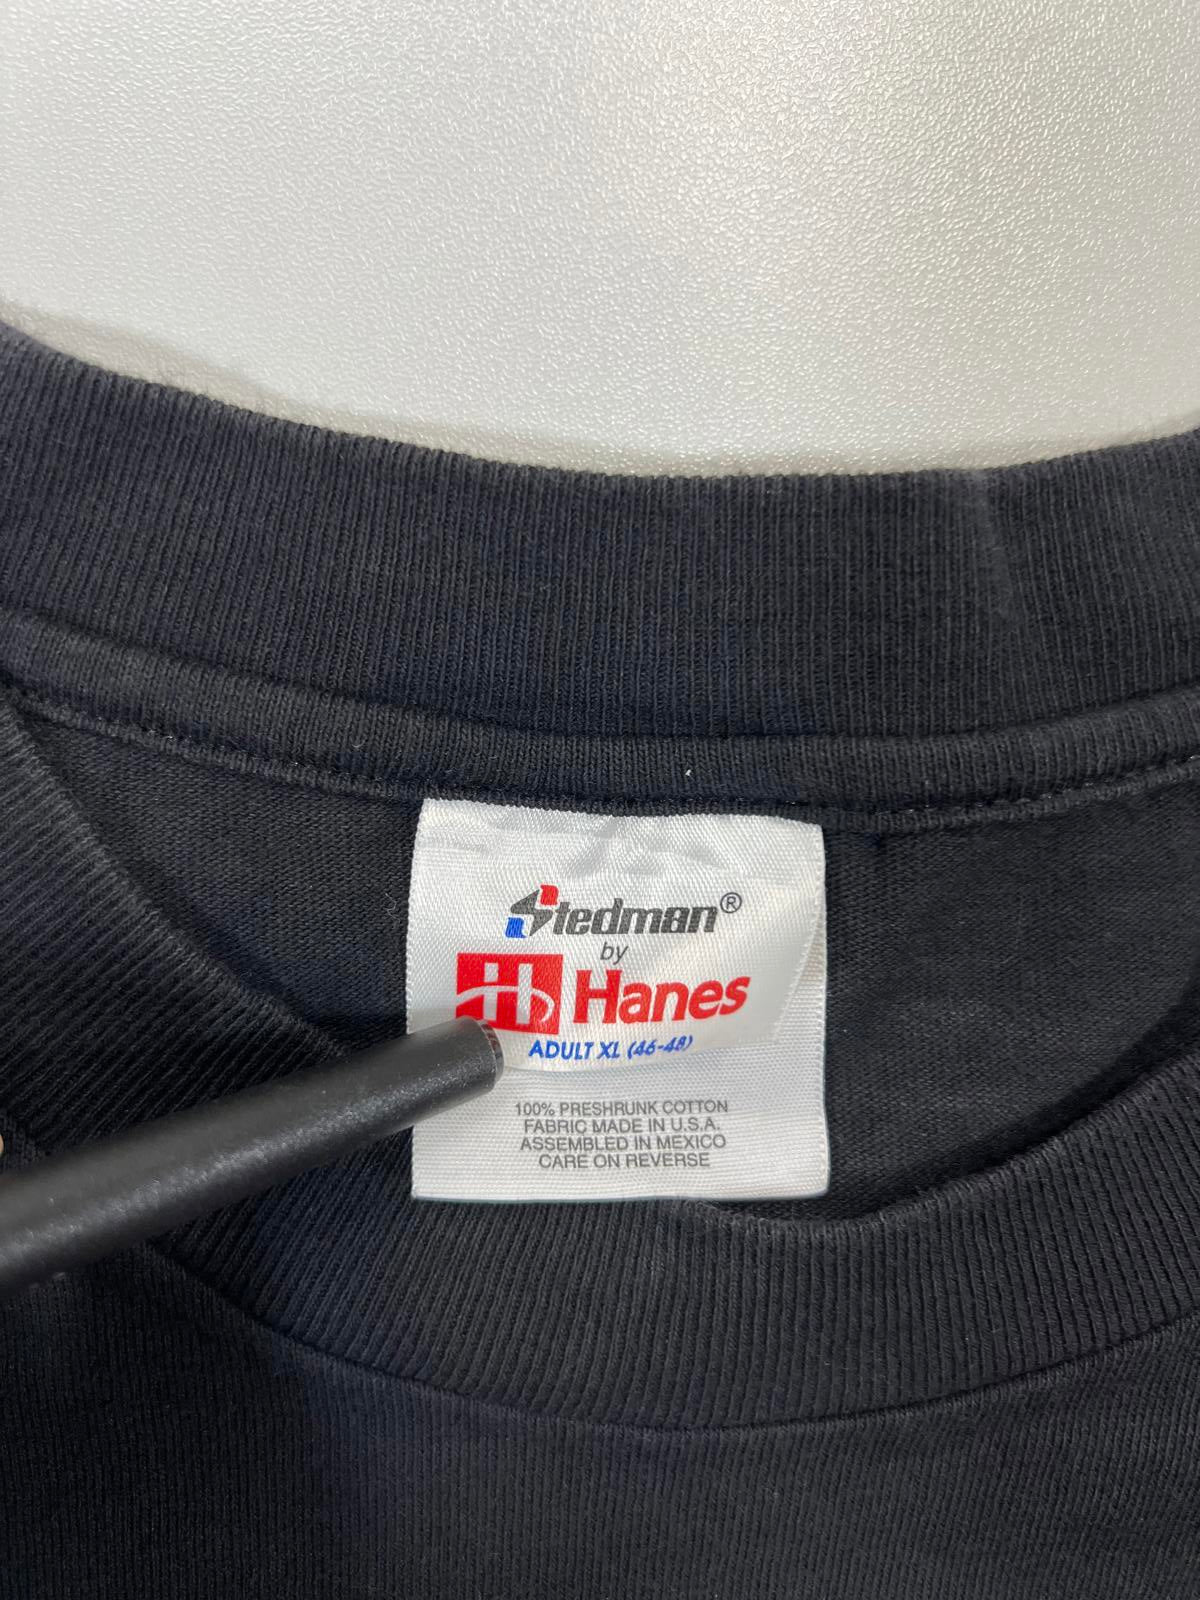 Stedman®
by
Hanes
ADULT XL (46-48)
100% PRESHRUNK COTTON
FABRIC MADE IN U.S.A.
ASSEMBLED IN MEXICO
CARE ON REVERSE